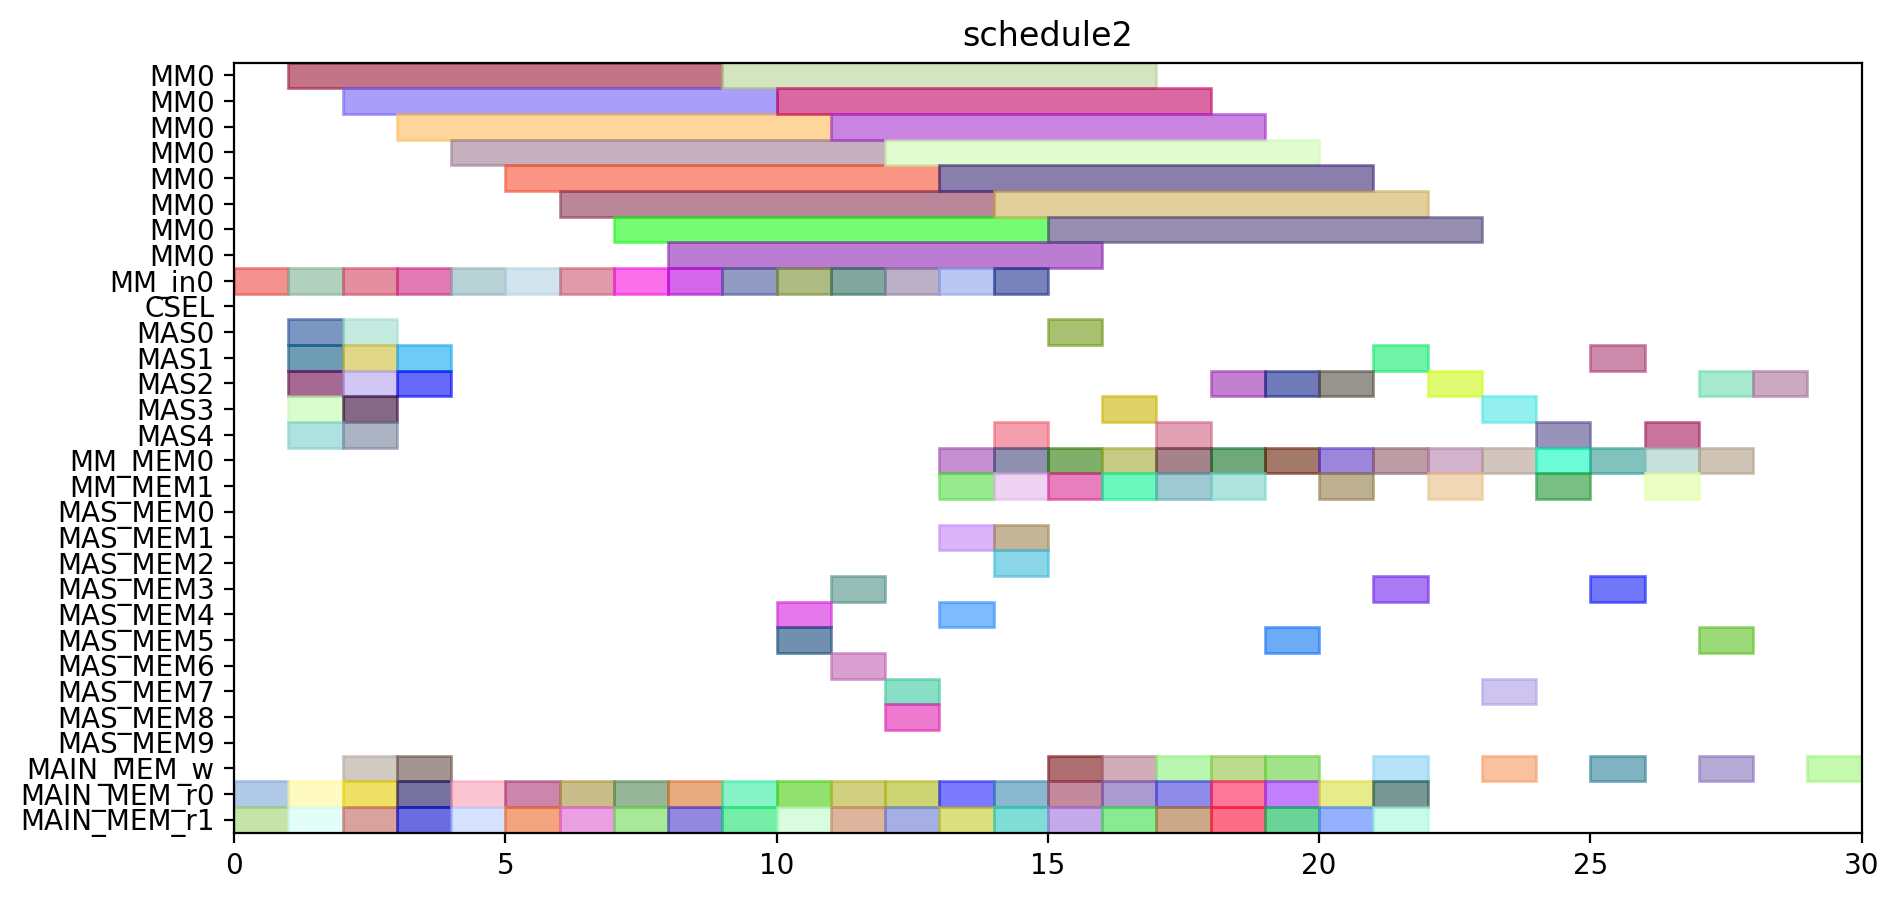 schedule2
MM0
MM0
MM0
MM0
MM0
MM0
MM0
MM0
MM_in0
CSEL
MAS0
MAS1
MAS2
MAS3
MAS4
MM_MEM0
MM_MEM1
MAS_MEM0
MAS_MEM1
MAS_MEM2
MAS_MEM3
MAS_MEM4
MAS_MEM5
MAS_MEM6
MAS_MEM7
MAS_MEM8
MAS_MEM9
MAIN_MEM_w
MAIN_MEM_r0
MAIN_MEM_r1
0 5 10 15 20 25 30